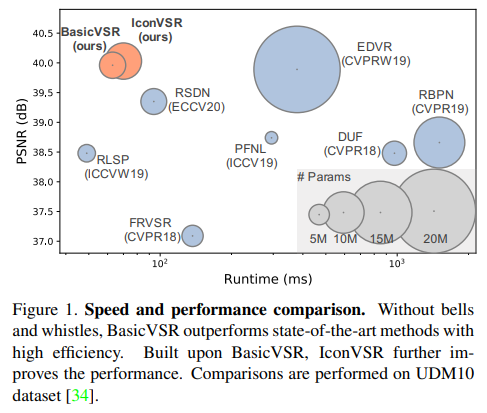 BasicVSR
(ours)
IconVSR
(ours)
EDVR
(CVPRW19)
RSDN
(ECCV20)
RBPN
(CVPR19)
PFNL
(ICCV19)
DUF
(CVPR18)
RLSP
(ICCVW19)
FRVSR
(CVPR18)
# Params
5M 10M 15M 20M
PSNR (dB)
40.5
40.0
39.5
39.0
38.5
38.0
37.5
37.0
10²
10³
Runtime (ms)
Figure 1. Speed and performance comparison. Without bells
and whistles, BasicVSR outperforms state-of-the-art methods with
high efficiency. Built upon BasicVSR, IconVSR further im-
proves the performance. Comparisons are performed on UDM10
dataset [34].